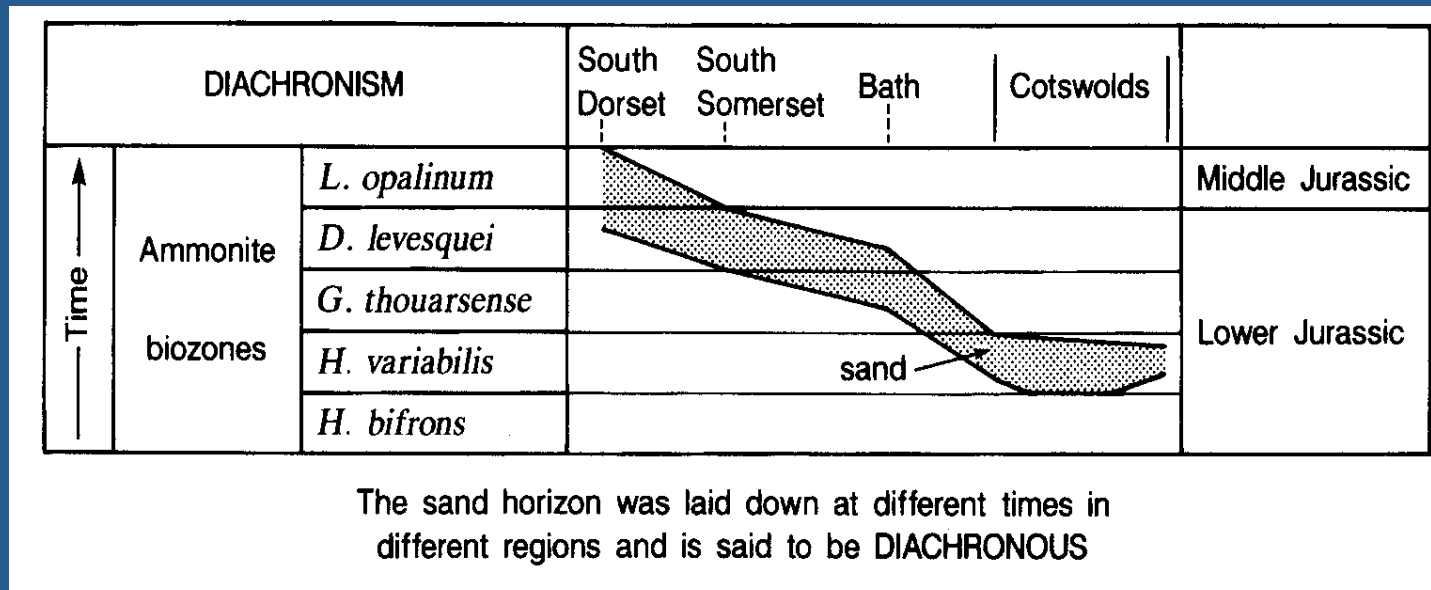 DIACHRONISM
South Dorset
South Somerset
Bath
Cotswolds
Time
Ammonite biozones
L. opalinum
D. levesquei
G. thouarsense
H. variabilis
H. bifrons
sand
Middle Jurassic
Lower Jurassic
The sand horizon was laid down at different times in
different regions and is said to be DIACHRONOUS